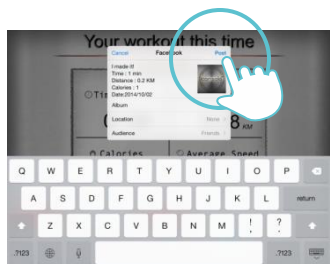 Your workout this time
Cancel Facebook Post
I made it!
Time : 1 min.
Distance : 0.2 KM
Calories : 1
Date:2014/10/02
Album
Location None
Audience Friends
8 KM
Calories Average Speed
Q W E R T Y U I O P
A S D F G H J K L return
Z X C V B N M ! , ? .
.?123 .?123